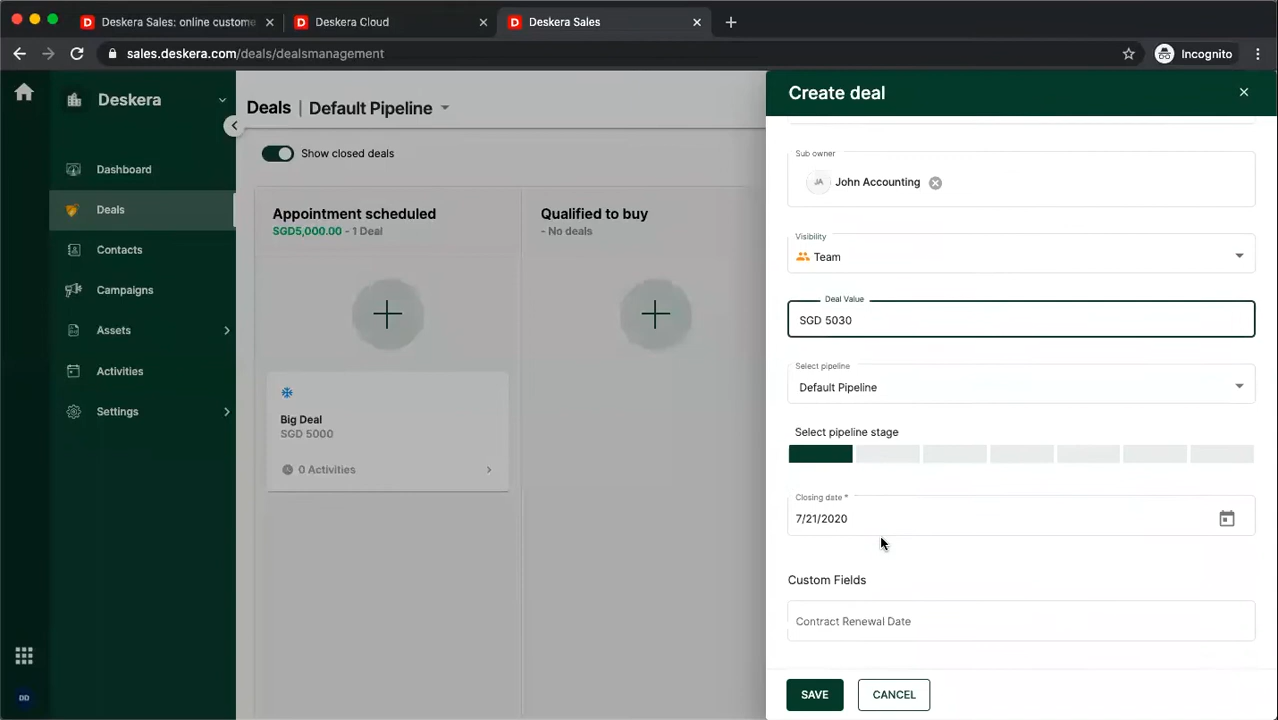 Deskera Sales: online custome
Deskera Cloud
Deskera Sales
sales.deskera.com/deals/dealsmanagement
Incognito
Deskera
Dashboard
Deals
Contacts
Campaigns
Assets
Activities
Settings
DD
Deals | Default Pipeline
Show closed deals
Appointment scheduled
SGD5,000.00 - 1 Deal
Qualified to buy
- No deals
Big Deal
SGD 5000
0 Activities
Create deal
Sub owner
JA John Accounting
Visibility
Team
Deal Value
SGD 5030
Select pipeline
Default Pipeline
Select pipeline stage
Closing date *
7/21/2020
Custom Fields
Contract Renewal Date
SAVE
CANCEL